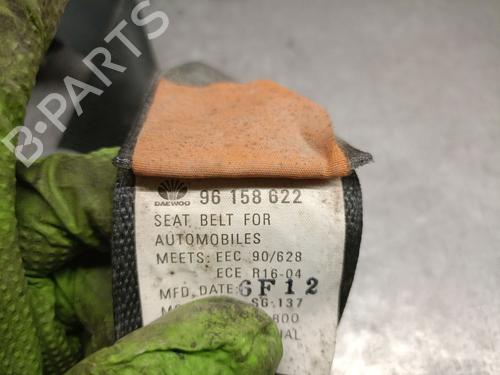 B-PARTS
DAEWOO 96 158 622
SEAT BELT FOR
AUTOMOBILES
MEETS: EEC 90/628
ECE R16-04
MFD. DATE: 6F12
SG.137
800